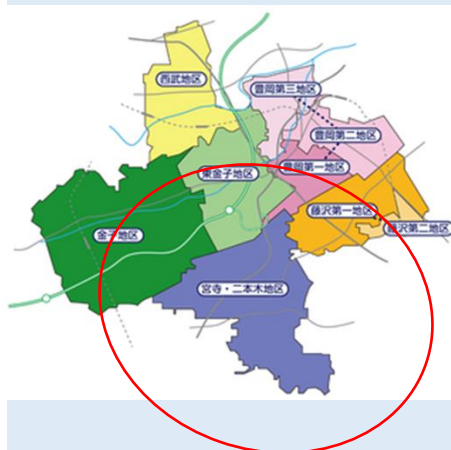 西武地区
豊岡第三地区
豊岡第二地区
東金子地区
豊岡第一地区
藤沢第一地区
藤沢第二地区
金子地区
宮寺・二本木地区